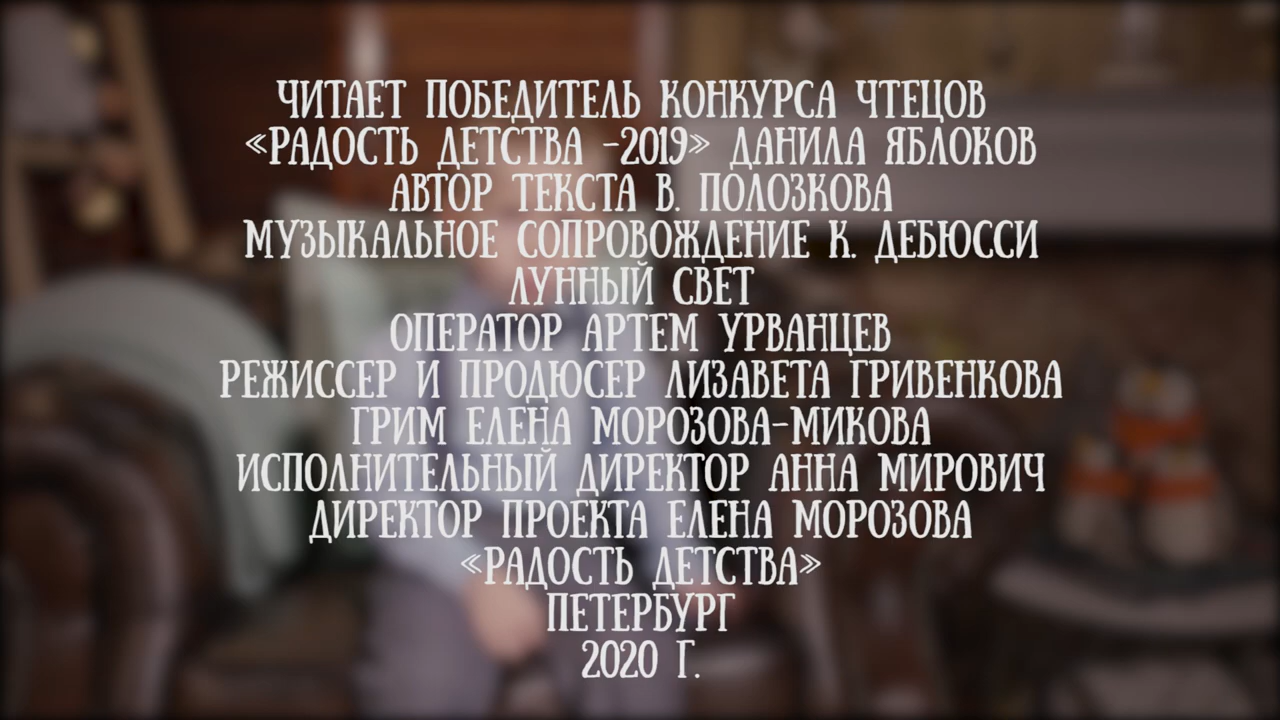 ЧИТАЕТ ПОБЕДИТЕЛЬ КОНКУРСА ЧТЕЦОВ
«РАДОСТЬ ДЕТСТВА -2019» ДАНИЛА ЯБЛОКОВ
АВТОР ТЕКСТА В. ПОЛОЗКОВА
МУЗЫКАЛЬНОЕ СОПРОВОЖДЕНИЕ К. ДЕБЮССИ
ЛУННЫЙ СВЕТ
ОПЕРАТОР АРТЕМ УРВАНЦЕВ
РЕЖИССЕР И ПРОДЮСЕР ЛИЗАВЕТА ГРИВЕНКОВА
ГРИМ ЕЛЕНА МОРОЗОВА-МИКОВА
ИСПОЛНИТЕЛЬНЫЙ ДИРЕКТОР АННА МИРОВИЧ
ДИРЕКТОР ПРОЕКТА ЕЛЕНА МОРОЗОВА
«РАДОСТЬ ДЕТСТВА»
ПЕТЕРБУРГ
2020 Г.